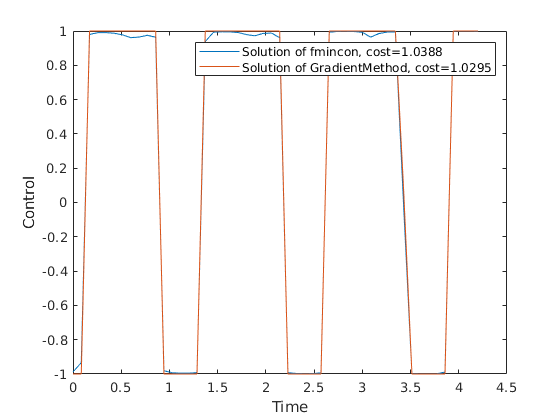 1
0.8
0.6
0.4
0.2
0
-0.2
-0.4
-0.6
-0.8
-1
Control
Solution of fmincon, cost=1.0388
Solution of GradientMethod, cost=1.0295
0 0.5 1 1.5 2 2.5 3 3.5 4 4.5
Time